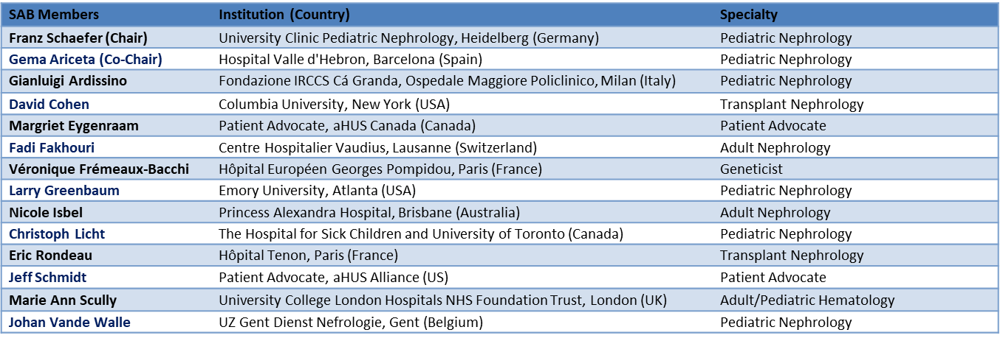 SAB Members Institution (Country) Specialty
Franz Schaefer (Chair) University Clinic Pediatric Nephrology, Heidelberg (Germany) Pediatric Nephrology
Gema Ariceta (Co-Chair) Hospital Valle d'Hebron, Barcelona (Spain) Pediatric Nephrology
Gianluigi Ardissino Fondazione IRCCS Cá Granda, Ospedale Maggiore Policlinico, Milan (Italy) Pediatric Nephrology
David Cohen Columbia University, New York (USA) Transplant Nephrology
Margriet Eygenraam Patient Advocate, aHUS Canada (Canada) Patient Advocate
Fadi Fakhouri Centre Hospitalier Vaudius, Lausanne (Switzerland) Adult Nephrology
Véronique Frémeaux-Bacchi Hôpital Européen Georges Pompidou, Paris (France) Geneticist
Larry Greenbaum Emory University, Atlanta (USA) Pediatric Nephrology
Nicole Isbel Princess Alexandra Hospital, Brisbane (Australia) Adult Nephrology
Christoph Licht The Hospital for Sick Children and University of Toronto (Canada) Pediatric Nephrology
Eric Rondeau Hôpital Tenon, Paris (France) Transplant Nephrology
Jeff Schmidt Patient Advocate, aHUS Alliance (US) Patient Advocate
Marie Ann Scully University College London Hospitals NHS Foundation Trust, London (UK) Adult/Pediatric Hematology
Johan Vande Walle UZ Gent Dienst Nefrologie, Gent (Belgium) Pediatric Nephrology